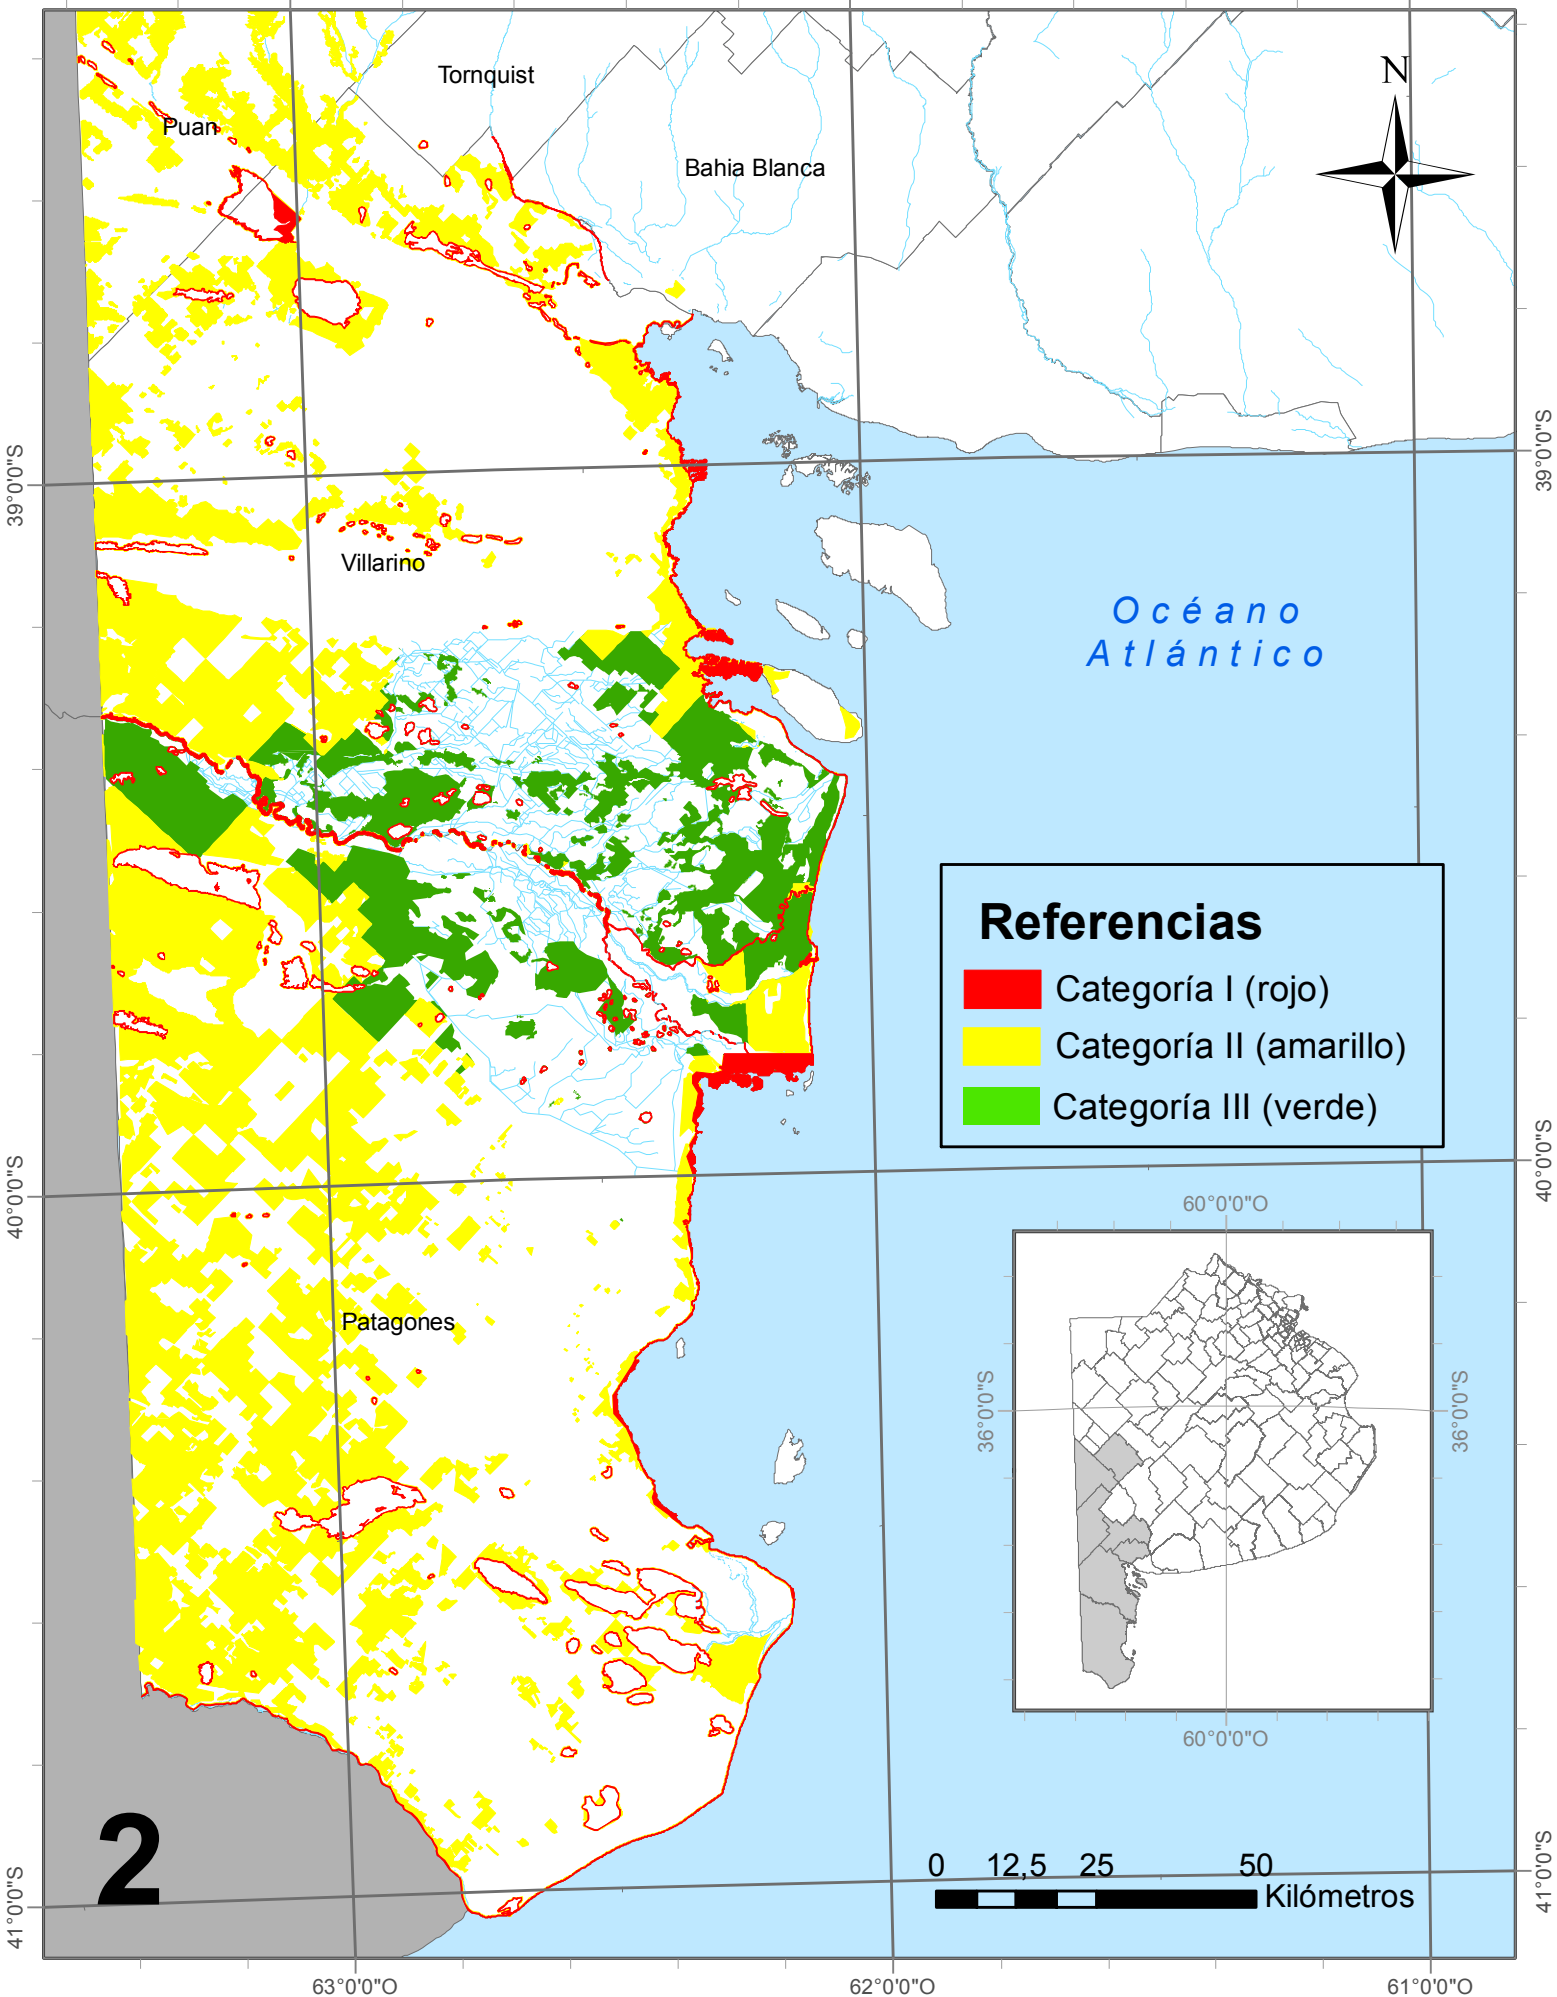 Tornquist
N
Puan
Bahia Blanca
39°0'0"S
39°0'0"S
Villarino
Océano
Atlántico
Referencias
Categoría I (rojo)
Categoría II (amarillo)
Categoría III (verde)
40°0'0"S
40°0'0"S
60°0'0"O
Patagones
36°0'0"S
36°0'0"S
60°0'0"O
2
0 12,5 25 50
Kilómetros
41°0'0"S
41°0'0"S
63°0'0"O
62°0'0"O
61°0'0"O